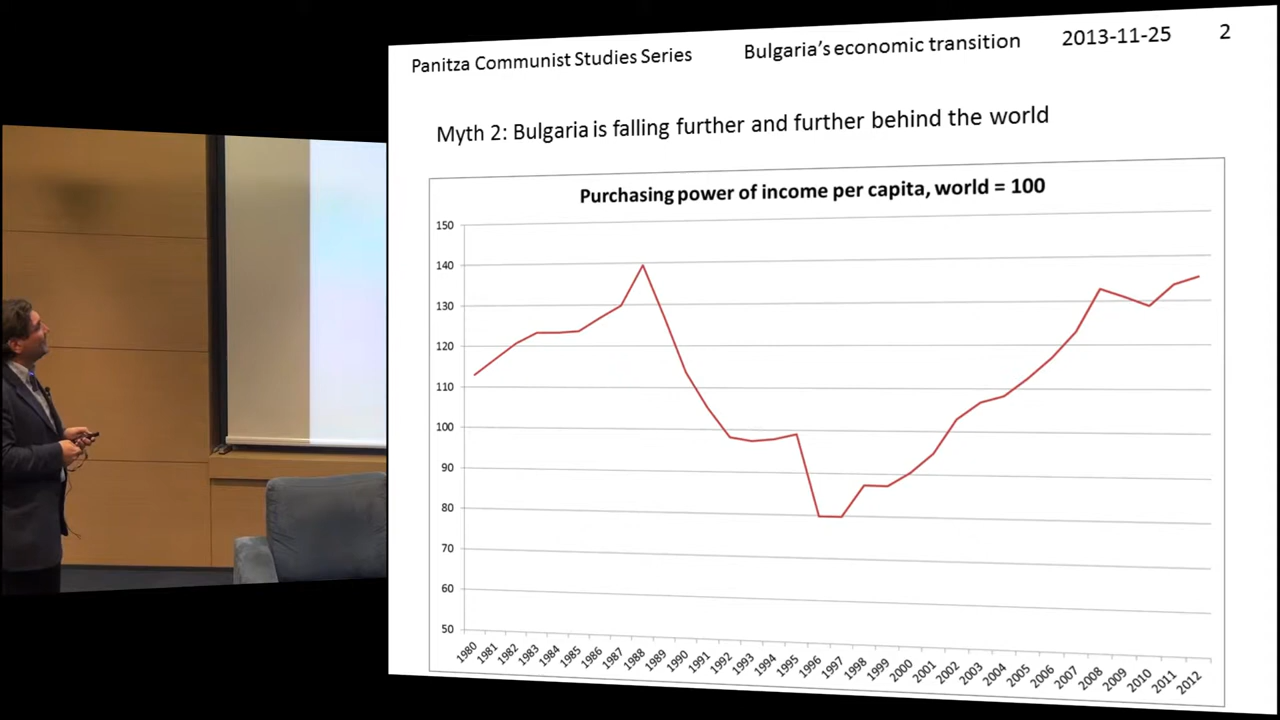 Panitza Communist Studies Series Bulgaria's economic transition 2013-11-25 2
Myth 2: Bulgaria is falling further and further behind the world
Purchasing power of income per capita, world = 100
150
140
130
120
110
100
90
80
70
60
50
1980 1981 1982 1983 1984 1985 1986 1987 1988 1989 1990 1991 1992 1993 1994 1995 1996 1997 1998 1999 2000 2001 2002 2003 2004 2005 2006 2007 2008 2009 2010 2011 2012